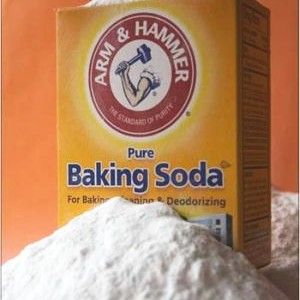 ARM & HAMMER
THE STANDARD OF PURITY
®
Pure
Baking Soda
For Baking, Cleaning & Deodorizing